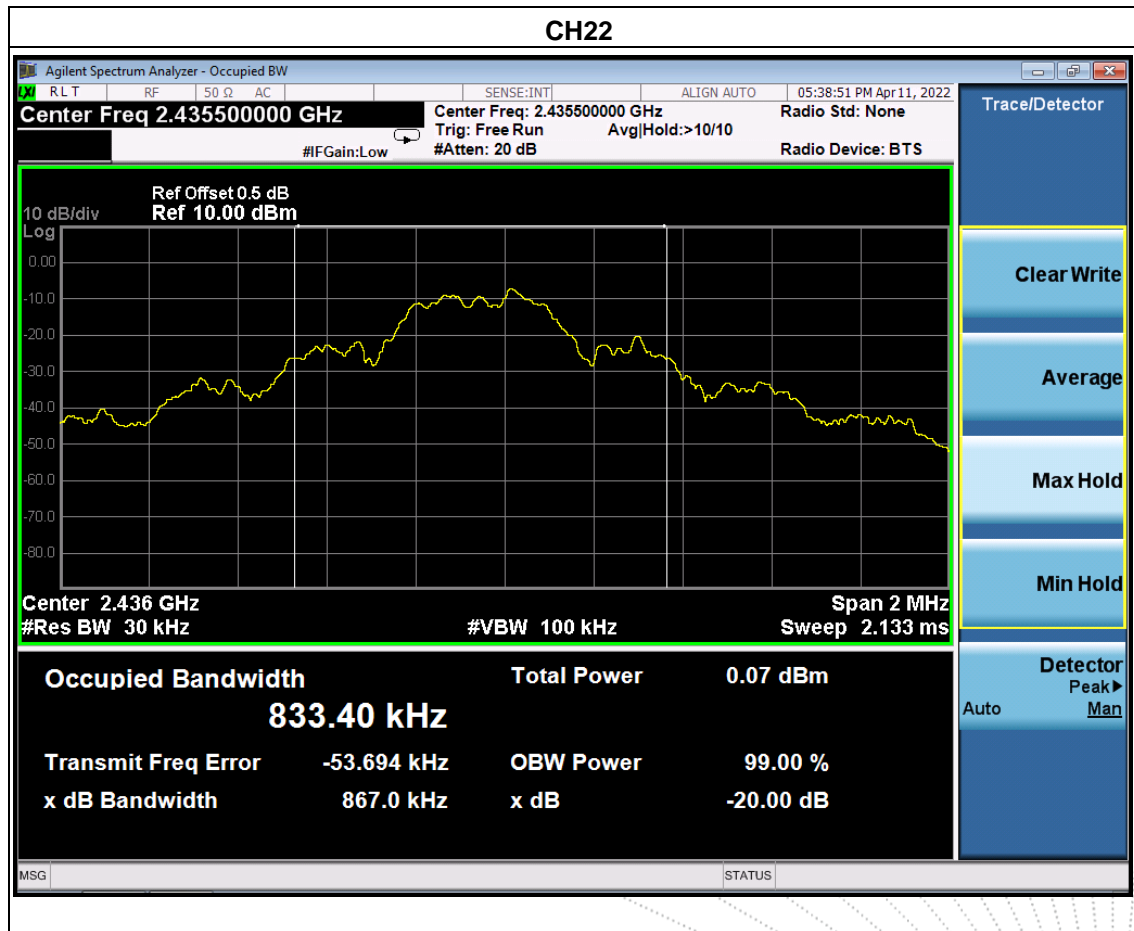 CH22
Agilent Spectrum Analyzer - Occupied BW
LXI RLT RF 50 Ω AC SENSE:INT ALIGN AUTO 05:38:51 PM Apr 11, 2022
Center Freq 2.435500000 GHz
#IFGain:Low
Center Freq: 2.435500000 GHz
Trig: Free Run Avg|Hold:>10/10
#Atten: 20 dB
Radio Std: None
Radio Device: BTS
Trace/Detector
Ref Offset 0.5 dB
10 dB/div Ref 10.00 dBm
Log
0.00
-10.0
-20.0
-30.0
-40.0
-50.0
-60.0
-70.0
-80.0
Center 2.436 GHz Span 2 MHz
#Res BW 30 kHz #VBW 100 kHz Sweep 2.133 ms
Occupied Bandwidth Total Power 0.07 dBm
833.40 kHz
Transmit Freq Error -53.694 kHz OBW Power 99.00 %
x dB Bandwidth 867.0 kHz x dB -20.00 dB
Clear Write
Average
Max Hold
Min Hold
Detector
Peak▶
Auto Man
MSG STATUS